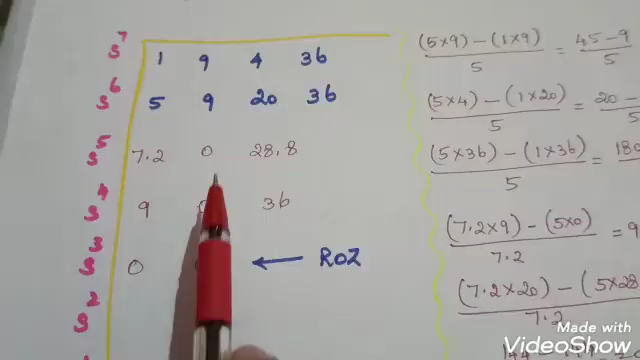 s⁷ 1 9 4 36
s⁶ 5 9 20 36
s⁵ 7.2 0 28.8
s⁴ 9 36
s³ 0 ← ROZ
s²
(5×9) – (1×9) / 5 = 45 – 9 / 5
(5×4) – (1×20) / 5 = 20 – / 5
(5×36) – (1×36) / 5 = 180 / 5
(7.2×9) – (5×0) / 7.2 = 9
(7.2×20) – (5×28 / 7.2
Made with
VideoShow